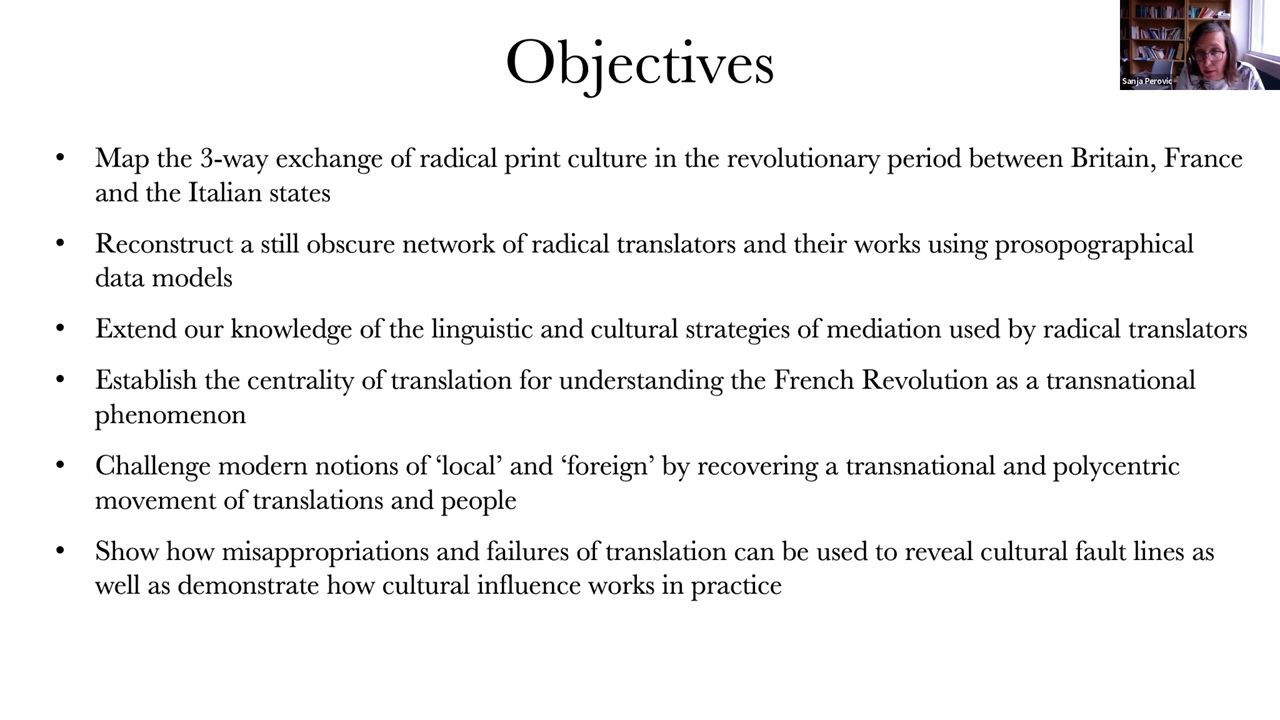 Objectives
Sanja Perovic
• Map the 3-way exchange of radical print culture in the revolutionary period between Britain, France
and the Italian states
• Reconstruct a still obscure network of radical translators and their works using prosopographical
data models
• Extend our knowledge of the linguistic and cultural strategies of mediation used by radical translators
• Establish the centrality of translation for understanding the French Revolution as a transnational
phenomenon
• Challenge modern notions of ‘local’ and ‘foreign’ by recovering a transnational and polycentric
movement of translations and people
• Show how misappropriations and failures of translation can be used to reveal cultural fault lines as
well as demonstrate how cultural influence works in practice